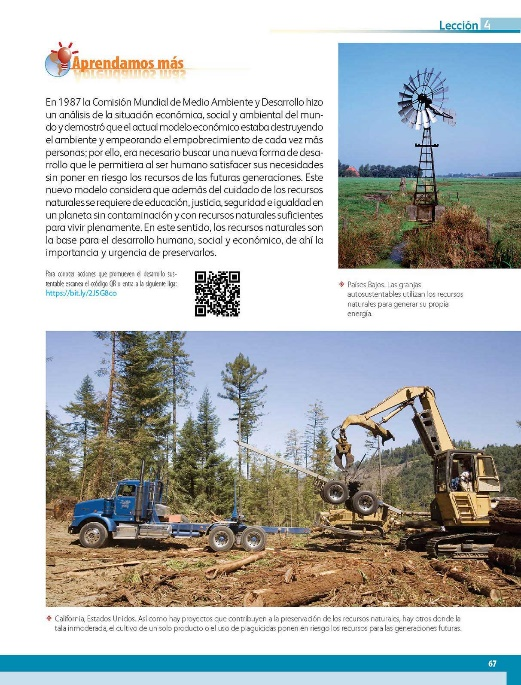 Lección 4
Aprendamos más
En 1987 la Comisión Mundial de Medio Ambiente y Desarrollo hizo
un análisis de la situación económica, social y ambiental del mun-
do y demostró que el actual modelo económico estaba destruyendo
el ambiente y empeorando el empobrecimiento de cada vez más
personas; por ello, era necesario buscar una nueva forma de desa-
rrollo que le permitiera al ser humano satisfacer sus necesidades
sin poner en riesgo los recursos de las futuras generaciones. Este
nuevo modelo considera que además del cuidado de los recursos
naturales se requiere de educación, justicia, seguridad e igualdad en
un planeta sin contaminación y con recursos naturales suficientes
para vivir plenamente. En este sentido, los recursos naturales son
la base para el desarrollo humano, social y económico, de ahí la
importancia y urgencia de preservarlos.
Para conocer acciones que promueven el desarrollo sus-
tentable escanea el código QR o entra a la siguiente liga:
https://bit.ly/2J5G8co
Países Bajos. Las granjas
autosustentables utilizan los recursos
naturales para generar su propia
energía.
California, Estados Unidos. Así como hay proyectos que contribuyen a la preservación de los recursos naturales, hay otros donde la
tala inmoderada, el cultivo de un solo producto o el uso de plaguicidas ponen en riesgo los recursos para las generaciones futuras.
67